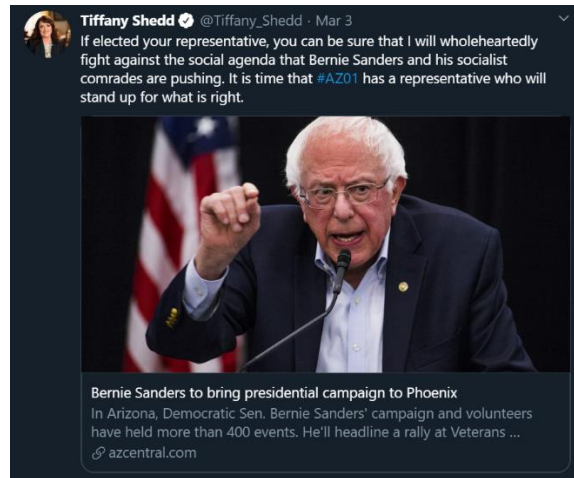 Tiffany Shedd @Tiffany_Shedd · Mar 3
If elected your representative, you can be sure that I will wholeheartedly
fight against the social agenda that Bernie Sanders and his socialist
comrades are pushing. It is time that #AZ01 has a representative who will
stand up for what is right.
Bernie Sanders to bring presidential campaign to Phoenix
In Arizona, Democratic Sen. Bernie Sanders' campaign and volunteers
have held more than 400 events. He'll headline a rally at Veterans ...
azcentral.com